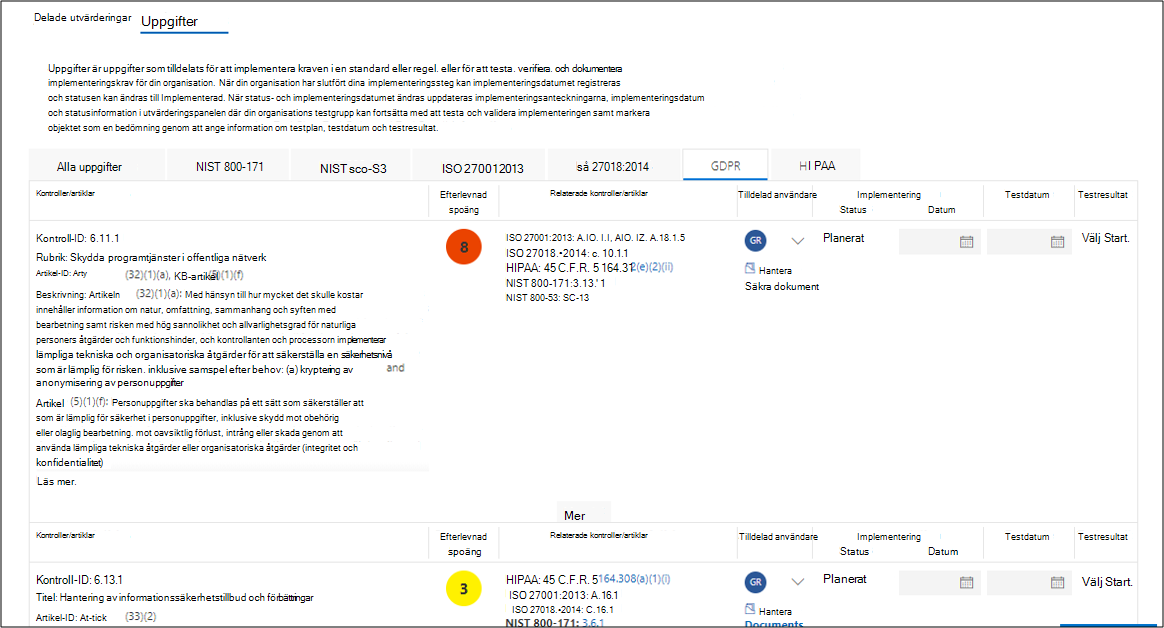 Delade utvärderingar Uppgifter
Uppgifter är uppgifter som tilldelats för att implementera kraven i en standard eller regel. eller för att testa. verifiera. och dokumentera
implementeringskrav för din organisation. När din organisation har slutfört dina implementeringssteg kan implementeringsdatumet registreras
och statusen kan ändras till Implementerad. När status- och implementeringsdatumet ändras uppdateras implementeringsanteckningarna, implementeringsdatum
och statusinformation i utvärderingspanelen där din organisations testgrupp kan fortsätta med att testa och validera implementeringen samt markera
objektet som en bedömning genom att ange information om testplan, testdatum och testresultat.
Alla uppgifter NIST 800-171 NIST sco-S3 ISO 270012013 så 27018:2014 GDPR HI PAA
Kontroller/artiklar Efterlevnad spoäng Relaterade kontroller/artiklar Tilldelad användare Implementering Status Datum Testdatum Testresultat
Kontroll-ID: 6.11.1
Rubrik: Skydda programtjänster i offentliga nätverk
Artikel-ID: Arty (32)(1)(a), KB-artikel (5)(1)(f)
Beskrivning: Artikeln (32)(1)(a): Med hänsyn till hur mycket det skulle kostar
innehåller information om natur, omfattning, sammanhang och syften med
bearbetning samt risken med hög sannolikhet och allvarlighetsgrad för naturliga
personers åtgärder och funktionshinder, och kontrollanten och processorn implementerar
lämpliga tekniska och organisatoriska åtgärder för att säkerställa en säkerhetsnivå
som är lämplig för risken. inklusive samspel efter behov: (a) kryptering av and
anonymisering av personuppgifter
Artikel (5)(1)(f): Personuppgifter ska behandlas på ett sätt som säkerställer att
som är lämplig för säkerhet i personuppgifter, inklusive skydd mot obehörig
eller olaglig bearbetning. mot oavsiktlig förlust, intrång eller skada genom att
använda lämpliga tekniska åtgärder eller organisatoriska åtgärder (integritet och
konfidentialitet)
Läs mer.
8
ISO 27001:2013: A.IO. I.I, AIO. IZ. A.18.1.5
ISO 27018.•2014: c. 10.1.1
HIPAA: 45 C.F.R. 5 164.312(e)(2)(ii)
NIST 800-171:3.13.' 1
NIST 800-53: SC-13
GR
Hantera
Säkra dokument
Planerat
Välj Start.
Mer
Kontroller/artiklar Efterlevnad spoäng Relaterade kontroller/artiklar Tilldelad användare Implementering Status Datum Testdatum Testresultat
Kontroll-ID: 6.13.1
Titel: Hantering av informationssäkerhetstillbud och förbättringar
Artikel-ID: At-tick (33)(2)
3
HIPAA: 45 C.F.R. 5164.308(a)(1)(i)
ISO 27001:2013: A.16.1
ISO 27018.•2014: C.16.1
NIST 800-171: 3.6.1
GR
Hantera
Documents
Planerat
Välj Start.